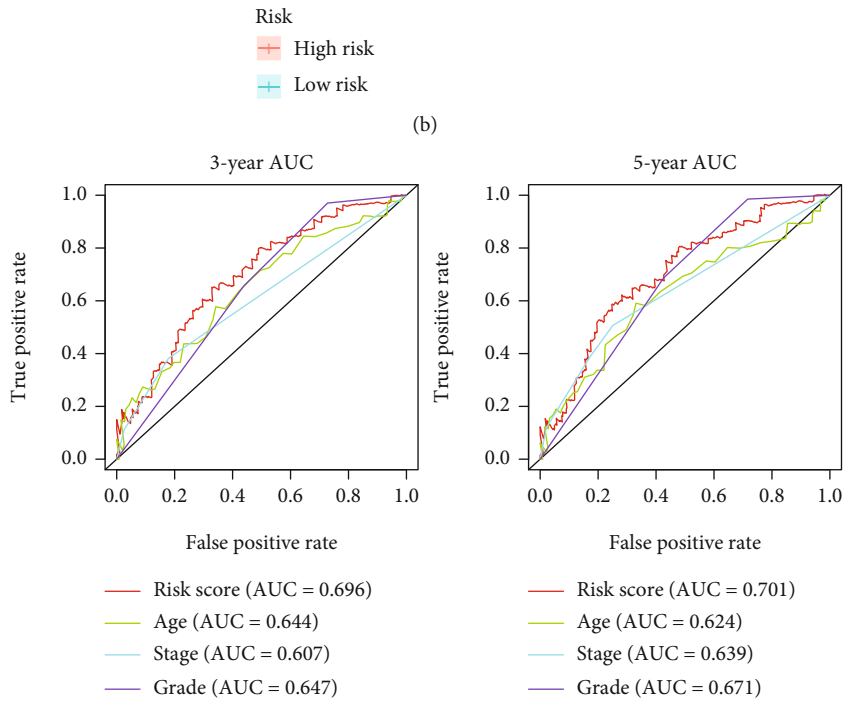 Risk
High risk
Low risk
(b)
3-year AUC
True positive rate
1.0
0.8
0.6
0.4
0.2
0.0
0.0 0.2 0.4 0.6 0.8 1.0
False positive rate
Risk score (AUC = 0.696)
Age (AUC = 0.644)
Stage (AUC = 0.607)
Grade (AUC = 0.647)
5-year AUC
True positive rate
1.0
0.8
0.6
0.4
0.2
0.0
0.0 0.2 0.4 0.6 0.8 1.0
False positive rate
Risk score (AUC = 0.701)
Age (AUC = 0.624)
Stage (AUC = 0.639)
Grade (AUC = 0.671)